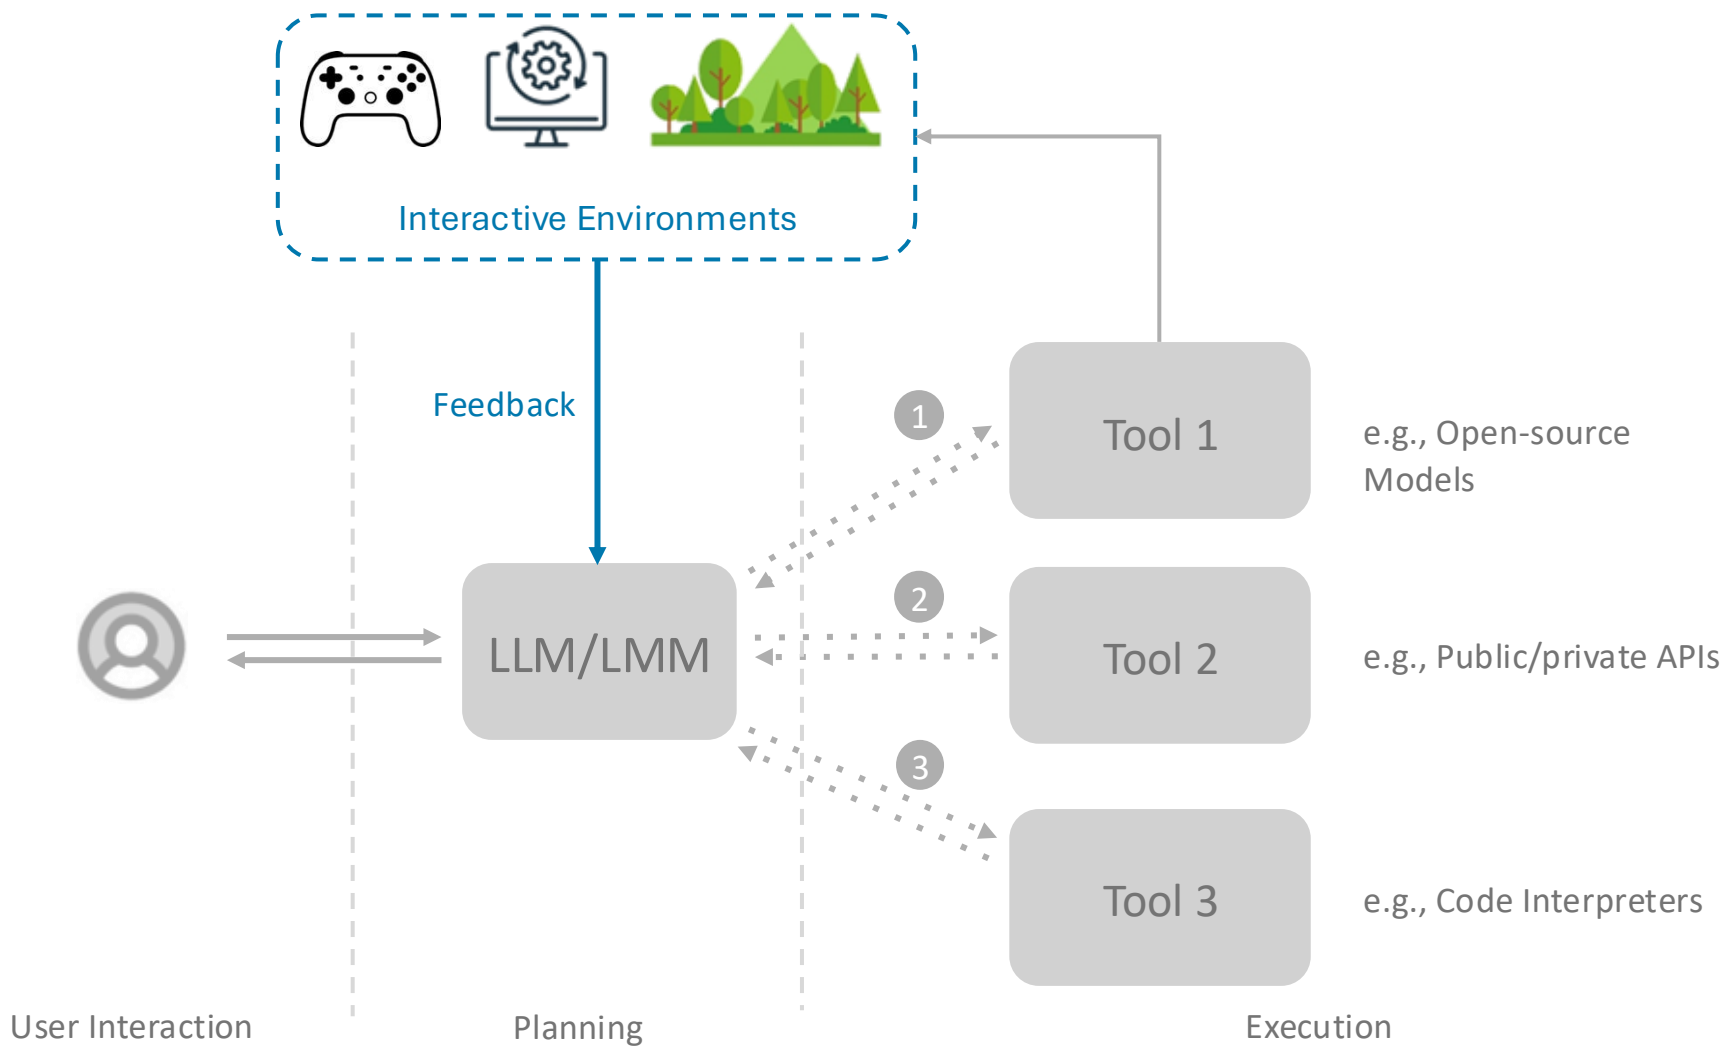 Interactive Environments
Feedback
1
Tool 1
e.g., Open-source
Models
LLM/LMM
2
Tool 2
e.g., Public/private APIs
3
Tool 3
e.g., Code Interpreters
User Interaction
Planning
Execution